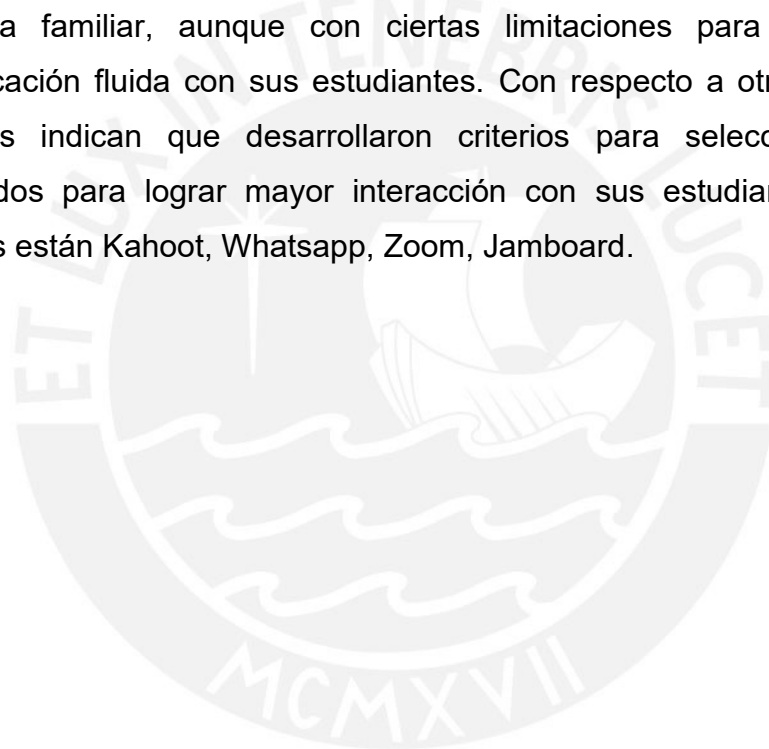 a familiar, aunque con ciertas limitaciones para
cación fluida con sus estudiantes. Con respecto a otr
s indican que desarrollaron criterios para selecc
dos para lograr mayor interacción con sus estudiar
s están Kahoot, Whatsapp, Zoom, Jamboard.
ET LUX IN TENEBRIS LUCET
MCMXVII